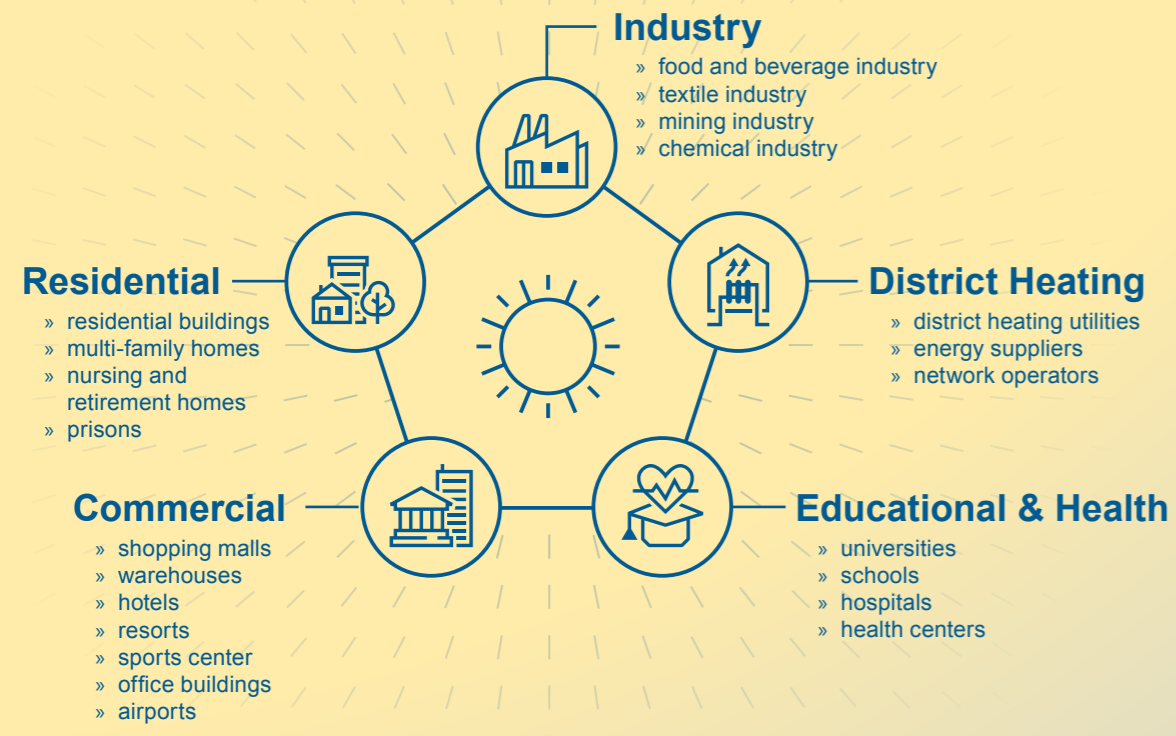 Industry
» food and beverage industry
» textile industry
» mining industry
» chemical industry
Residential
» residential buildings
» multi-family homes
» nursing and
retirement homes
» prisons
District Heating
» district heating utilities
» energy suppliers
» network operators
Commercial
» shopping malls
» warehouses
» hotels
» resorts
» sports center
» office buildings
» airports
Educational & Health
» universities
» schools
» hospitals
» health centers